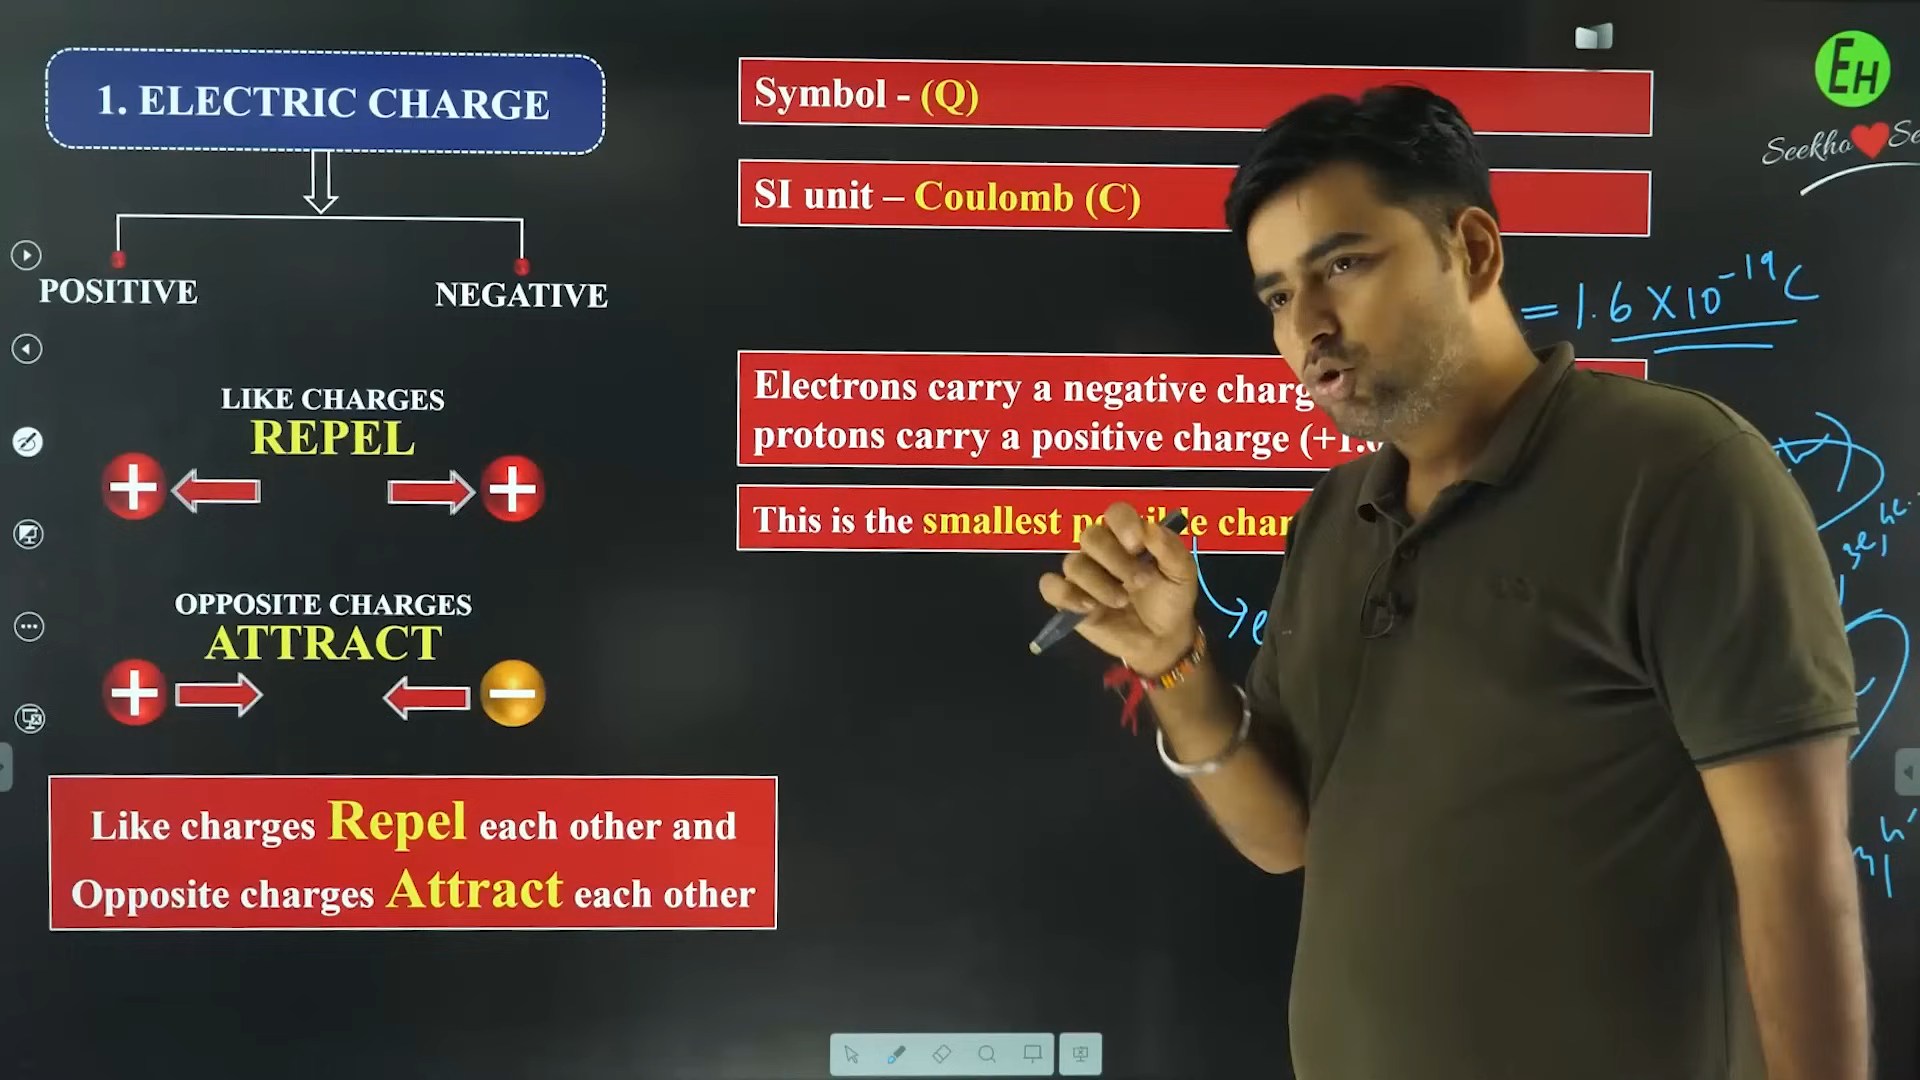 1. ELECTRIC CHARGE
POSITIVE
NEGATIVE
LIKE CHARGES
REPEL
OPPOSITE CHARGES
ATTRACT
Like charges Repel each other and
Opposite charges Attract each other
Symbol - (Q)
SI unit – Coulomb (C)
= 1.6 X 10⁻¹⁹ C
Electrons carry a negative
protons carry a positive charge
This is the smallest
EH
Seekho